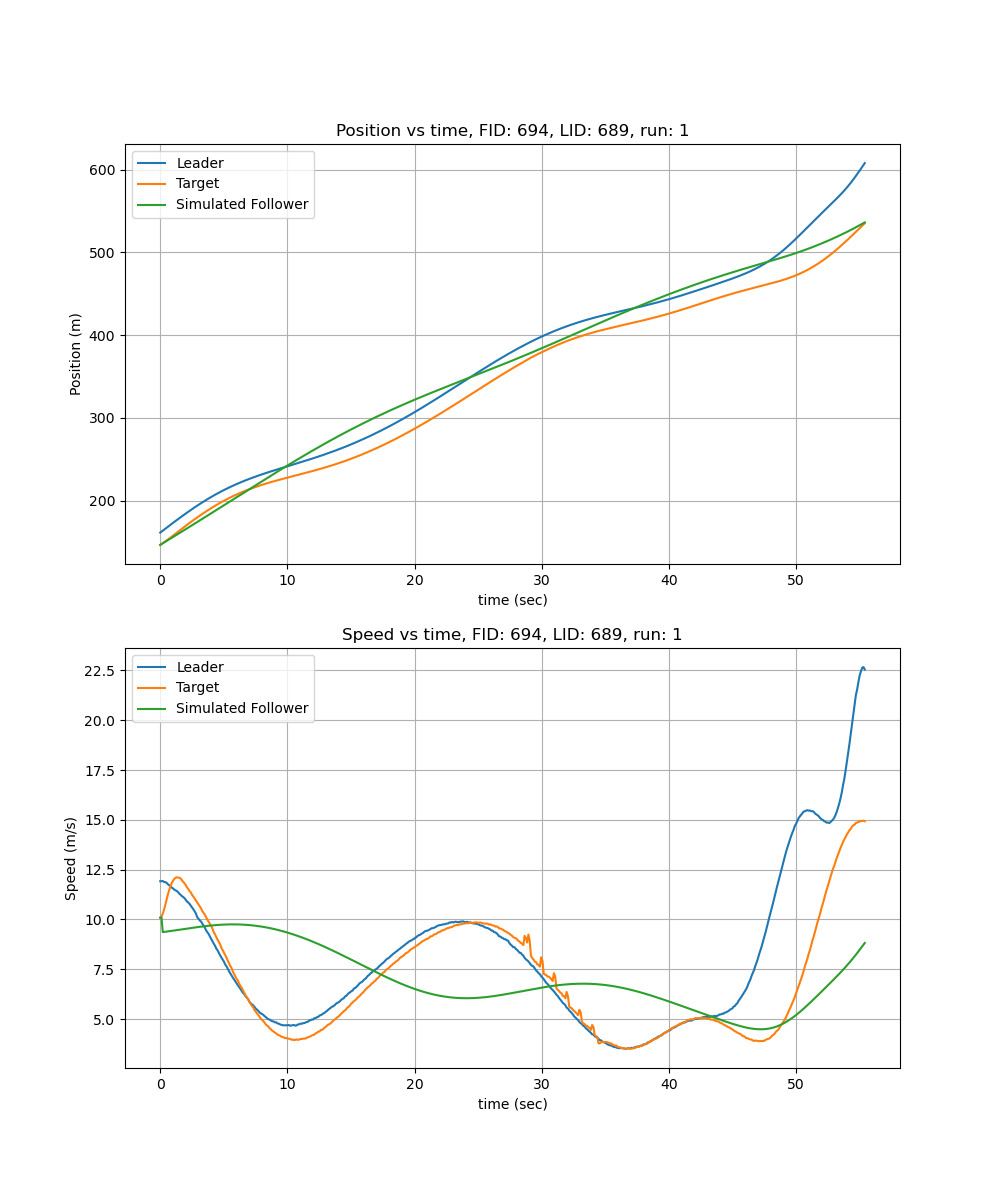 Position vs time, FID: 694, LID: 689, run: 1
Leader
Target
Simulated Follower
600
500
400
300
200
Position (m)
0 10 20 30 40 50
time (sec)
Speed vs time, FID: 694, LID: 689, run: 1
Leader
Target
Simulated Follower
22.5
20.0
17.5
15.0
12.5
10.0
7.5
5.0
Speed (m/s)
0 10 20 30 40 50
time (sec)